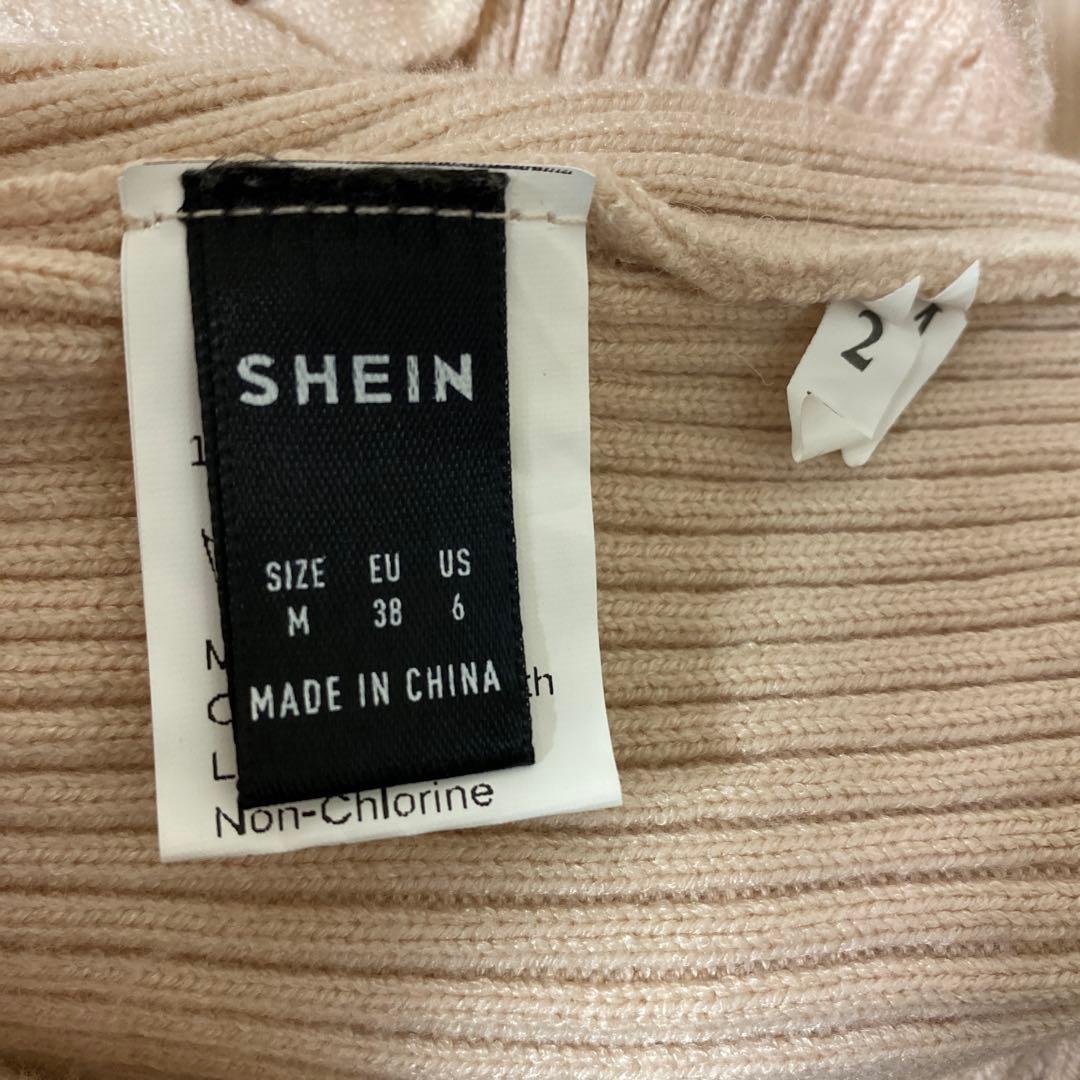 SHEIN
SIZE EU US
M 38 6
MADE IN CHINA
Non-Chlorine
2